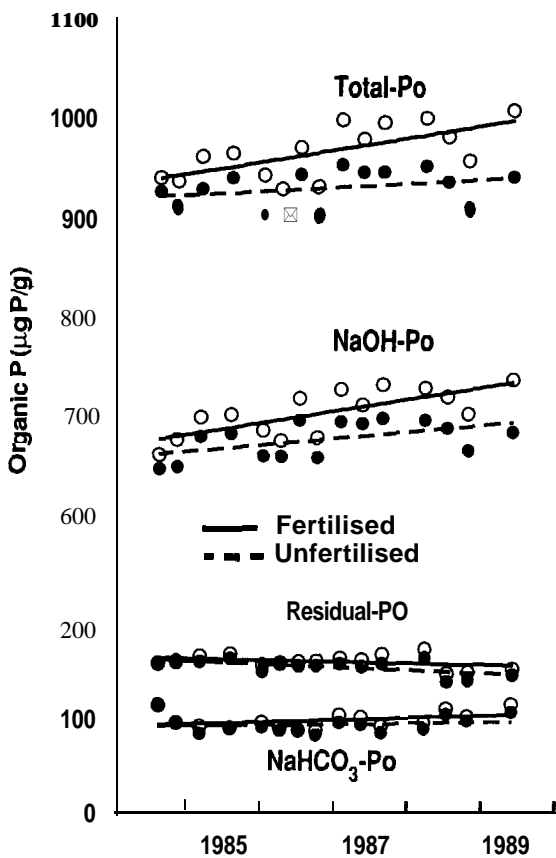 1100
1000
900
800
700
600
200
100
0
Organic P (µg P/g)
Total-Po
NaOH-Po
Fertilised
Unfertilised
Residual-PO
NaHCO₃-Po
1985
1987
1989